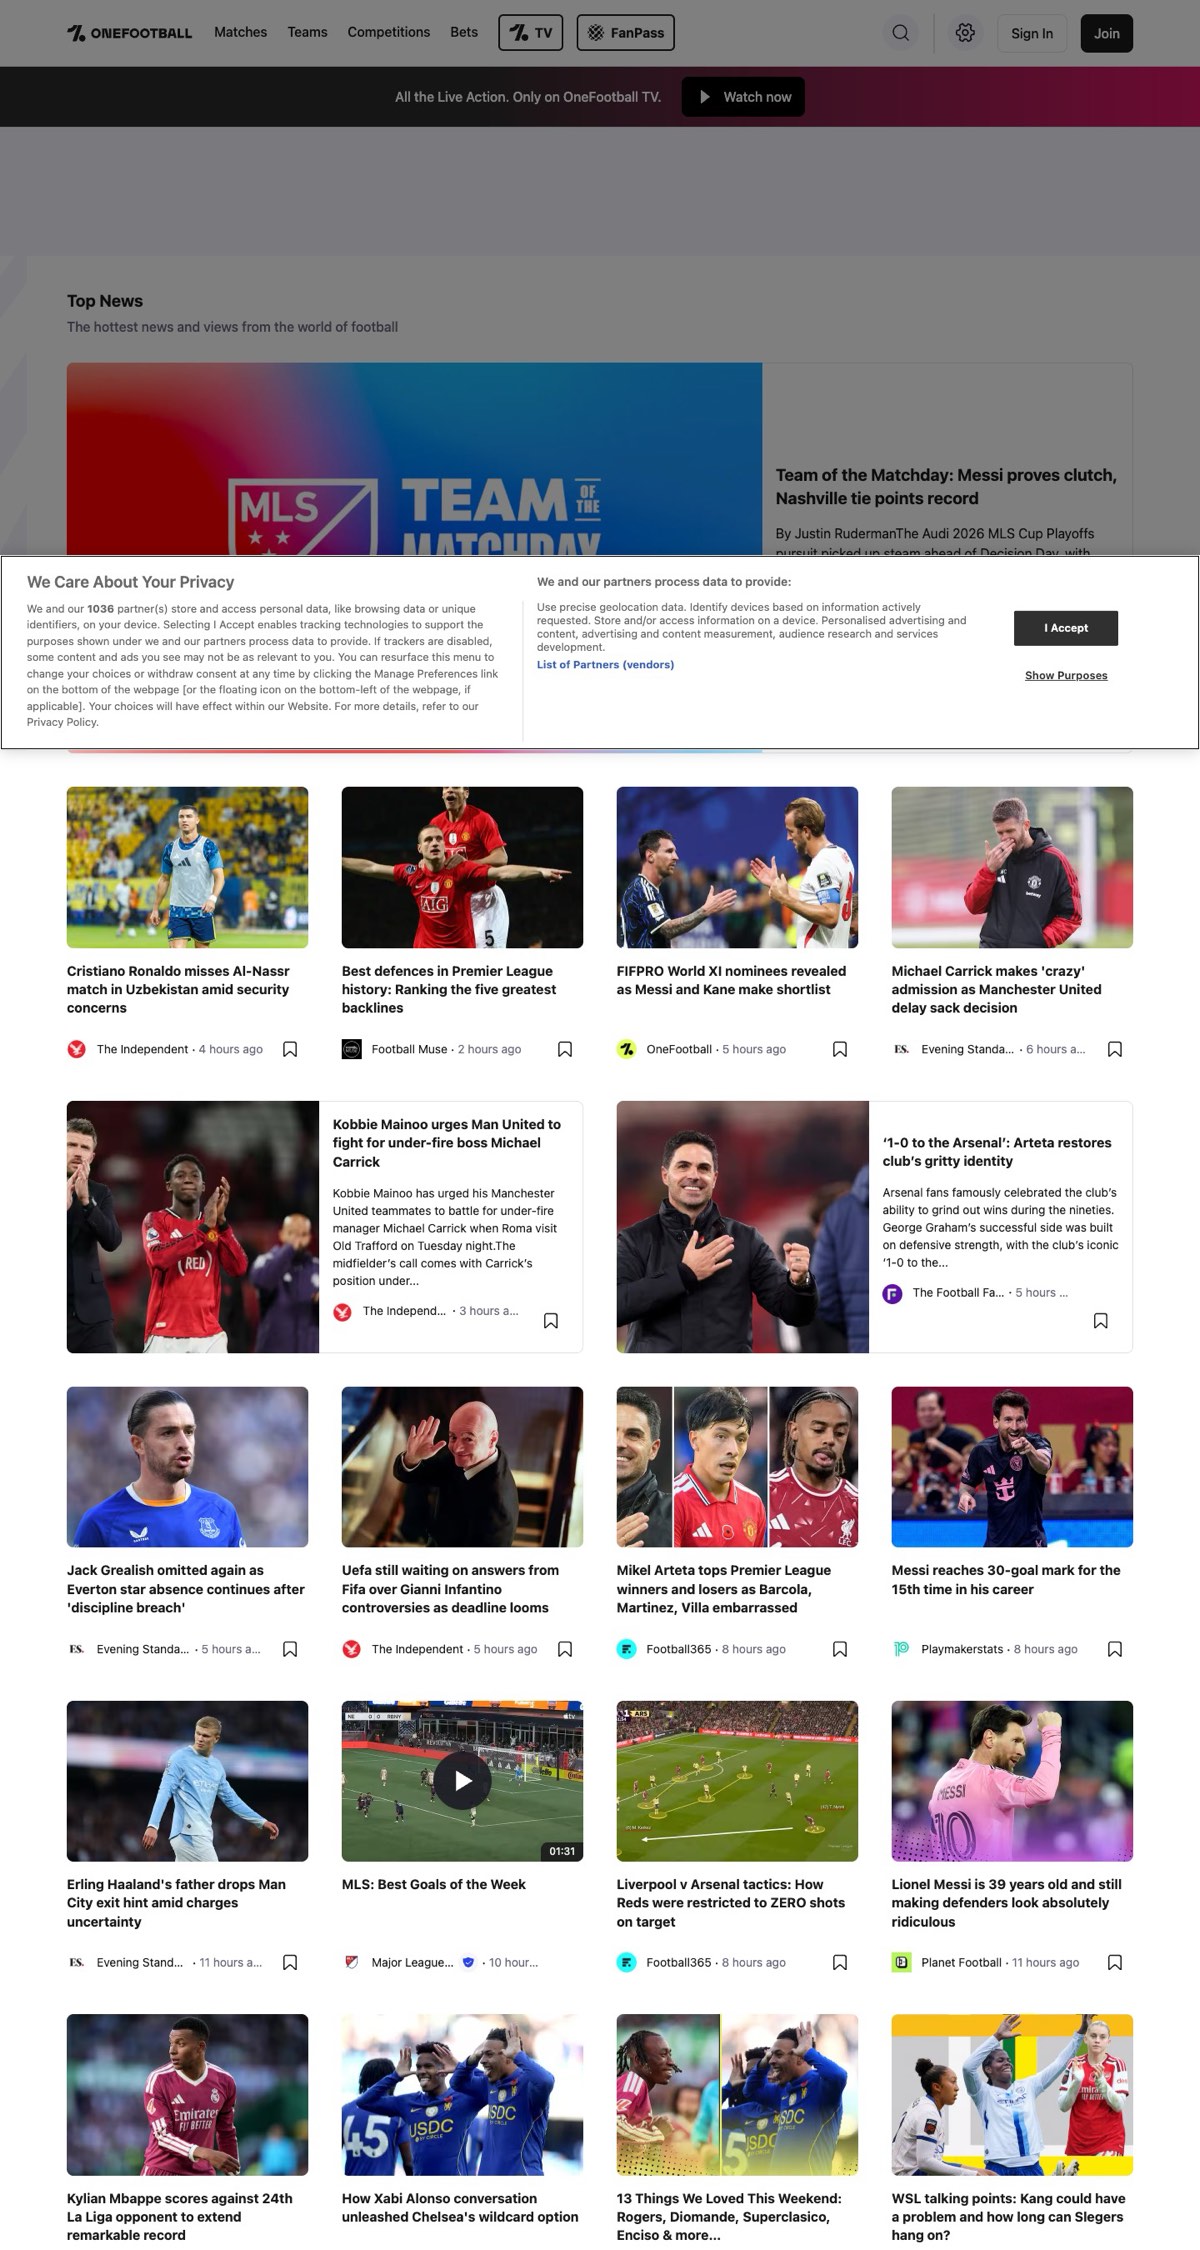 ONEFOOTBALL Matches Teams Competitions Bets TV FanPass Sign In Join
All the Live Action. Only on OneFootball TV. Watch now
Top News
The hottest news and views from the world of football
MLS TEAM OF THE
MATCHDAY
Team of the Matchday: Messi proves clutch,
Nashville tie points record
By Justin RudermanThe Audi 2026 MLS Cup Playoffs
pursuit picked up steam ahead of Decision Day, with
We Care About Your Privacy
We and our 1036 partner(s) store and access personal data, like browsing data or unique
identifiers, on your device. Selecting I Accept enables tracking technologies to support the
purposes shown under we and our partners process data to provide. If trackers are disabled,
some content and ads you see may not be as relevant to you. You can resurface this menu to
change your choices or withdraw consent at any time by clicking the Manage Preferences link
on the bottom of the webpage [or the floating icon on the bottom-left of the webpage, if
applicable]. Your choices will have effect within our Website. For more details, refer to our
Privacy Policy.
We and our partners process data to provide:
Use precise geolocation data. Identify devices based on information actively
requested. Store and/or access information on a device. Personalised advertising and
content, advertising and content measurement, audience research and services
development.
List of Partners (vendors)
I Accept
Show Purposes
AIG
5
Cristiano Ronaldo misses Al-Nassr
match in Uzbekistan amid security
concerns
The Independent · 4 hours ago
Best defences in Premier League
history: Ranking the five greatest
backlines
Football Muse · 2 hours ago
FIFPRO World XI nominees revealed
as Messi and Kane make shortlist
OneFootball · 5 hours ago
Michael Carrick makes 'crazy'
admission as Manchester United
delay sack decision
ES. Evening Standa... · 6 hours a...
(RED)
Kobbie Mainoo urges Man United to
fight for under-fire boss Michael
Carrick
Kobbie Mainoo has urged his Manchester
United teammates to battle for under-fire
manager Michael Carrick when Roma visit
Old Trafford on Tuesday night.The
midfielder’s call comes with Carrick’s
position under...
The Independ... · 3 hours a...
‘1-0 to the Arsenal’: Arteta restores
club’s gritty identity
Arsenal fans famously celebrated the club’s
ability to grind out wins during the nineties.
George Graham’s successful side was built
on defensive strength, with the club’s iconic
‘1-0 to the...
The Football Fa... · 5 hours ...
Jack Grealish omitted again as
Everton star absence continues after
'discipline breach'
ES. Evening Standa... · 5 hours a...
Uefa still waiting on answers from
Fifa over Gianni Infantino
controversies as deadline looms
The Independent · 5 hours ago
Mikel Arteta tops Premier League
winners and losers as Barcola,
Martinez, Villa embarrassed
Football365 · 8 hours ago
Messi reaches 30-goal mark for the
15th time in his career
Playmakerstats · 8 hours ago
01:31
MESSI
10
Erling Haaland's father drops Man
City exit hint amid charges
uncertainty
ES. Evening Stand... · 11 hours a...
MLS: Best Goals of the Week
Major League... · 10 hour...
Liverpool v Arsenal tactics: How
Reds were restricted to ZERO shots
on target
Football365 · 8 hours ago
Lionel Messi is 39 years old and still
making defenders look absolutely
ridiculous
Planet Football · 11 hours ago
Emirates
FLY BETTER
45
USDC
BY CIRCLE
USDC
Kylian Mbappe scores against 24th
La Liga opponent to extend
remarkable record
How Xabi Alonso conversation
unleashed Chelsea's wildcard option
13 Things We Loved This Weekend:
Rogers, Diomande, Superclasico,
Enciso & more...
WSL talking points: Kang could have
a problem and how long can Slegers
hang on?